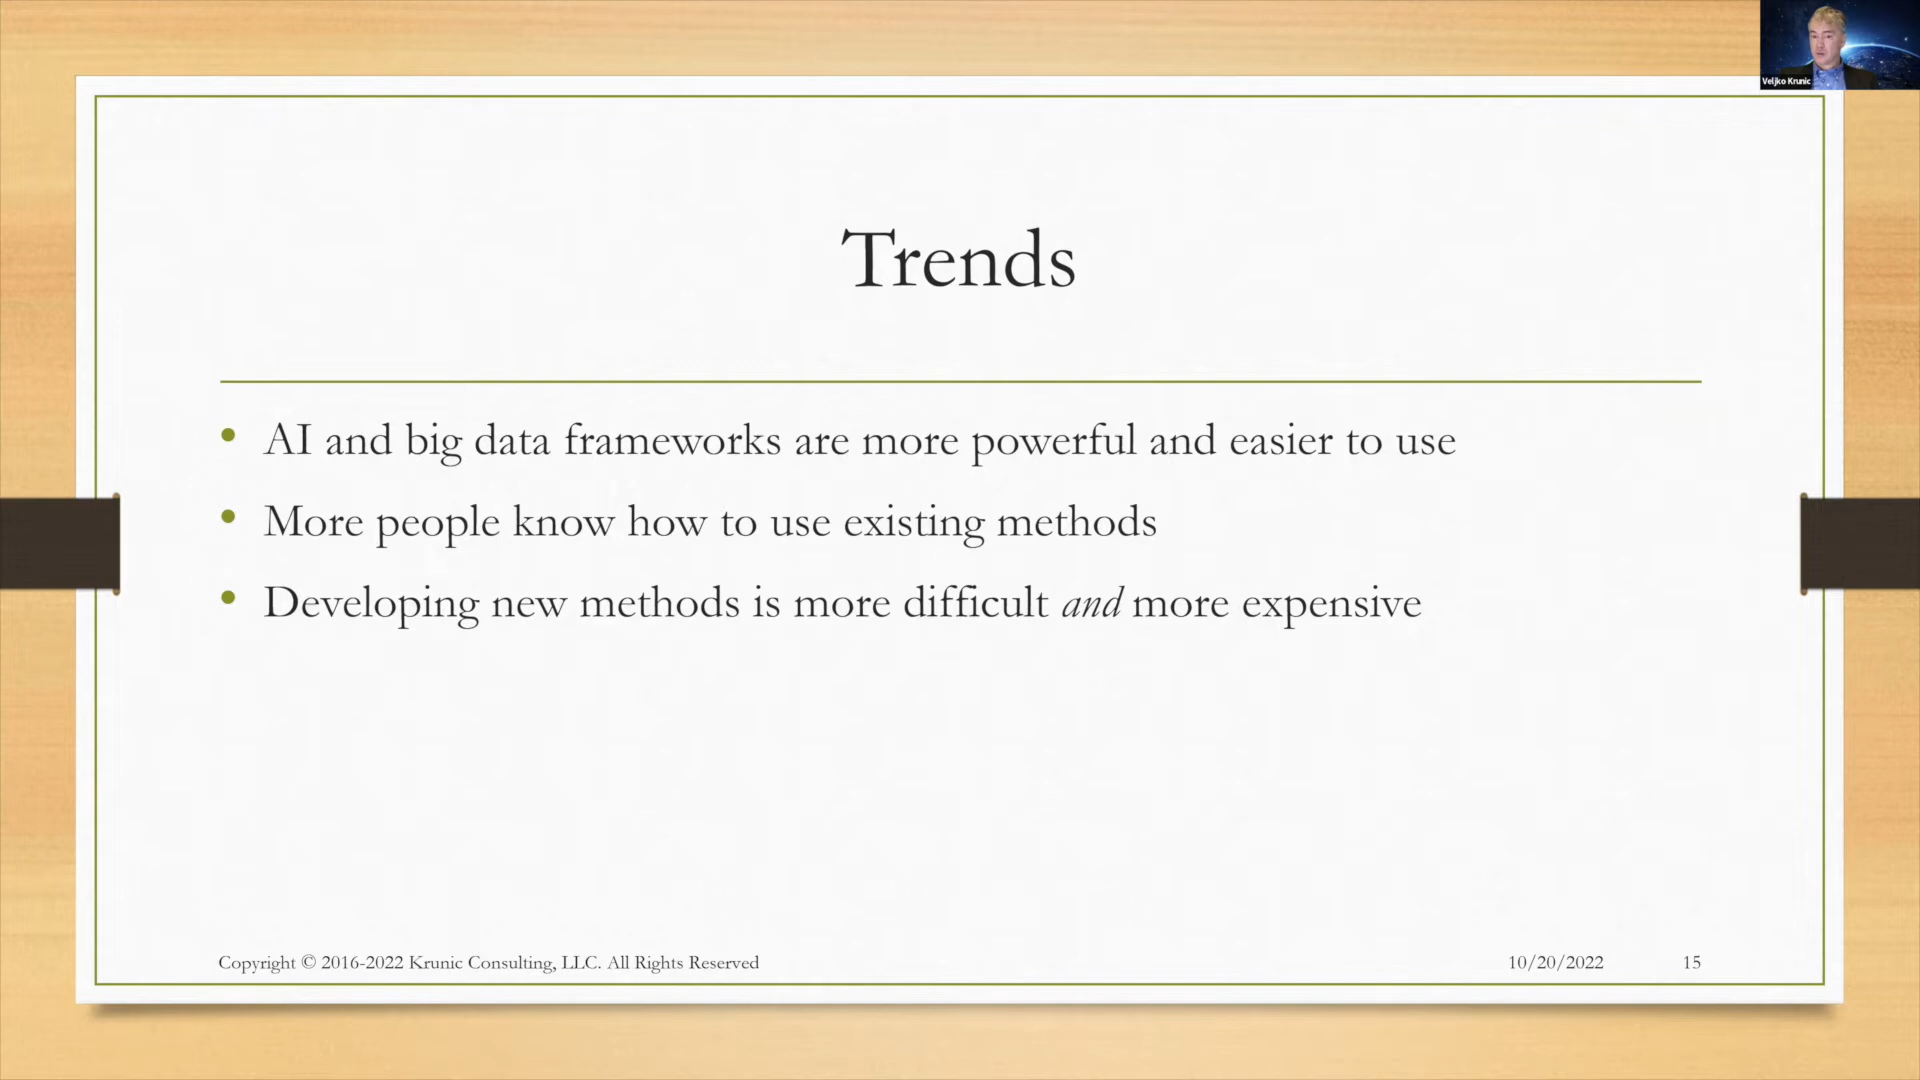 Veljko Krunic
Trends
• AI and big data frameworks are more powerful and easier to use
• More people know how to use existing methods
• Developing new methods is more difficult and more expensive
Copyright © 2016-2022 Krunic Consulting, LLC. All Rights Reserved 10/20/2022 15